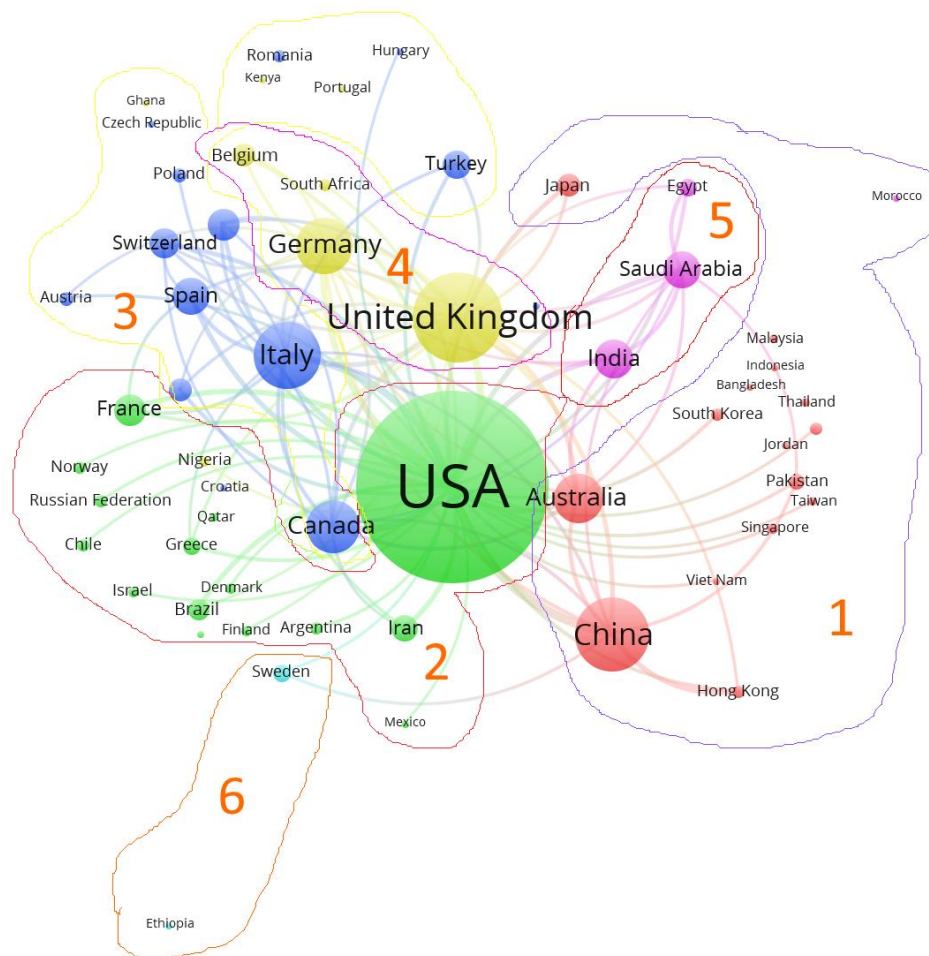 Romania
Hungary
Kenya
Portugal
Ghana
Czech Republic
Belgium
Turkey
Poland
South Africa
Japan
Egypt
Morocco
5
Switzerland
Germany
4
Saudi Arabia
Austria
Spain
3
United Kingdom
Italy
India
Malaysia
Indonesia
Bangladesh
Thailand
France
South Korea
Jordan
Norway
Nigeria
USA
Pakistan
Russian Federation
Croatia
Australia
Taiwan
Qatar
Canada
Singapore
Chile
Greece
Viet Nam
Israel
Denmark
Brazil
Finland
Argentina
Iran
China
1
2
Sweden
Hong Kong
Mexico
6
Ethiopia